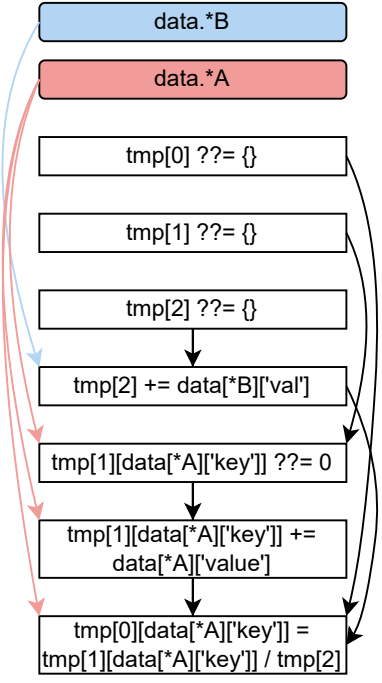 data.*B
data.*A
tmp[0] ??= {}
tmp[1] ??= {}
tmp[2] ??= {}
tmp[2] += data[*B]['val']
tmp[1][data[*A]['key']] ??= 0
tmp[1][data[*A]['key']] +=
data[*A]['value']
tmp[0][data[*A]['key']] =
tmp[1][data[*A]['key']] / tmp[2]